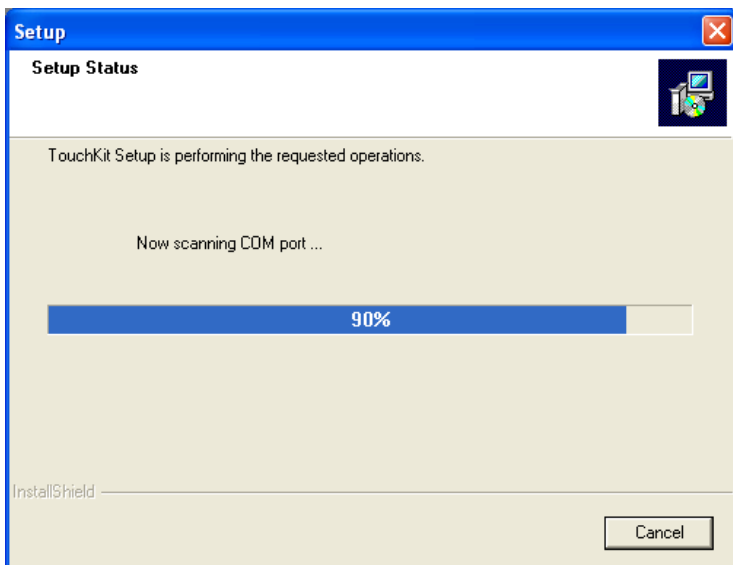 Setup
Setup Status
TouchKit Setup is performing the requested operations.
Now scanning COM port ...
90%
InstallShield
Cancel